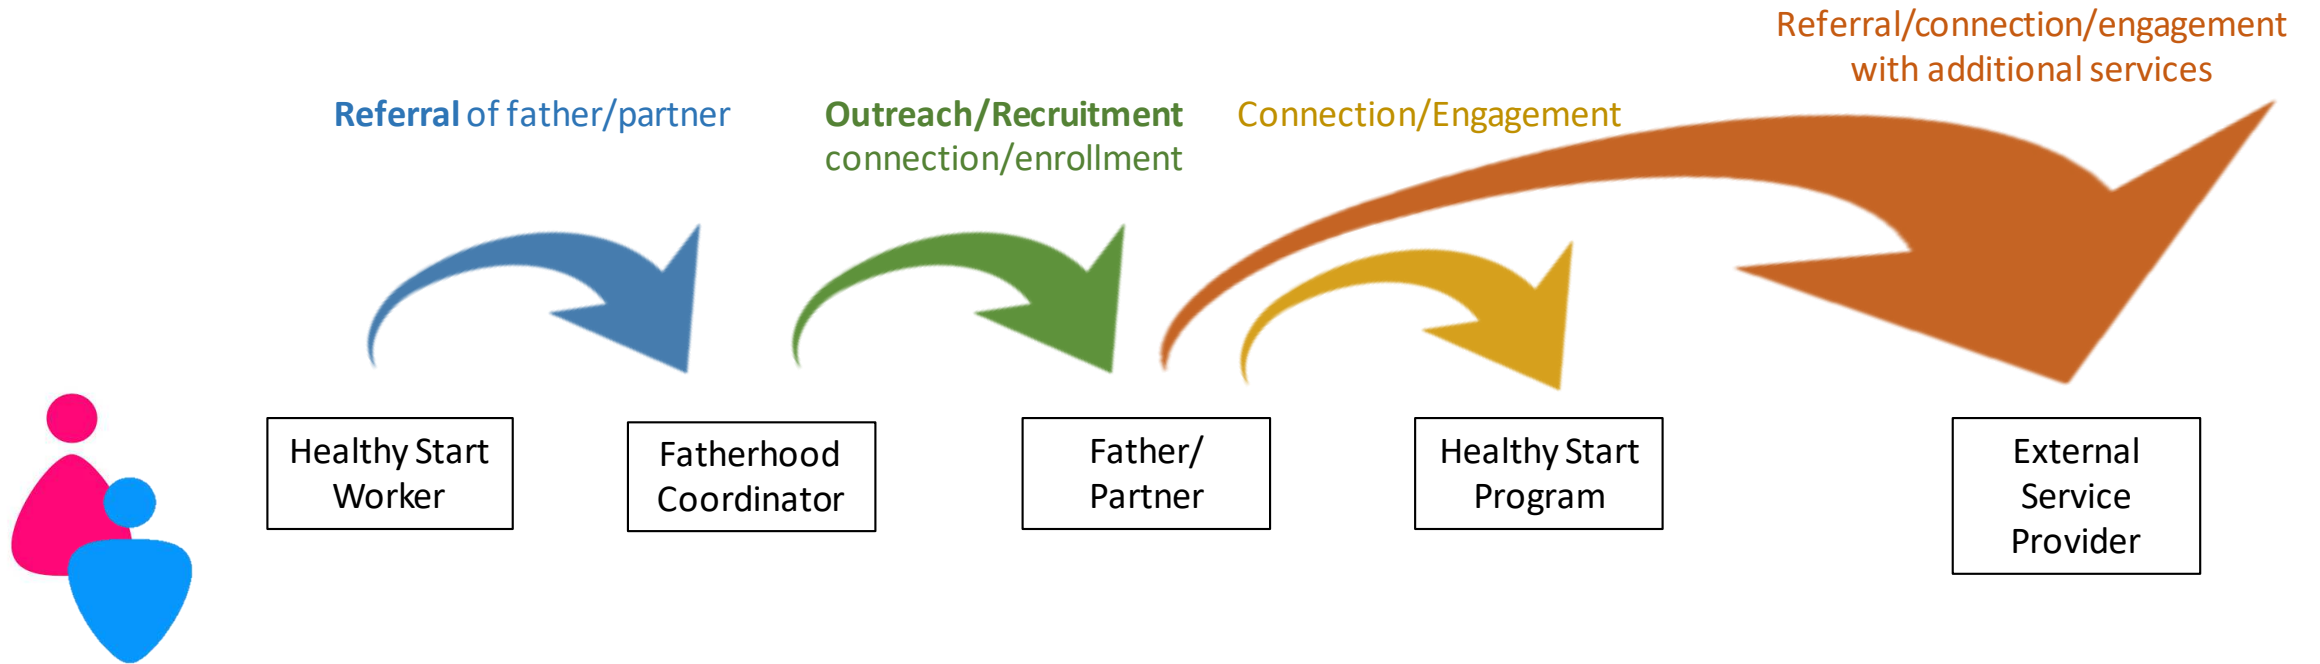 Referral/connection/engagement
with additional services
Referral of father/partner
Outreach/Recruitment
connection/enrollment
Connection/Engagement
Healthy Start
Worker
Fatherhood
Coordinator
Father/
Partner
Healthy Start
Program
External
Service
Provider